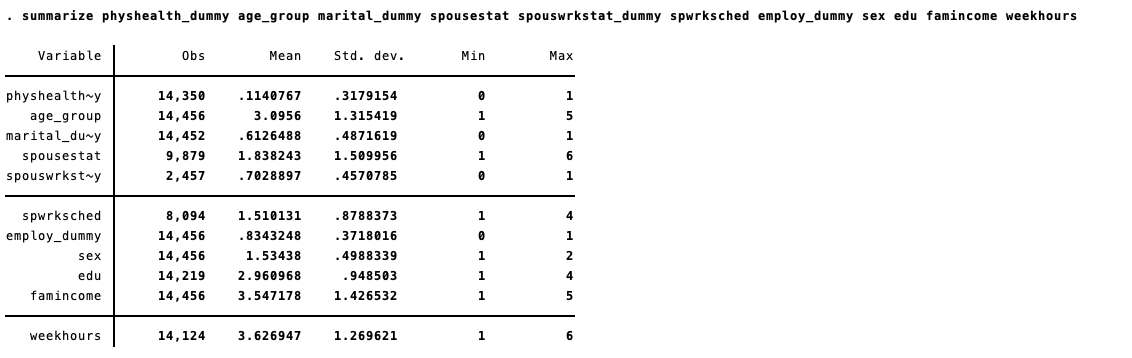 . summarize physhealth_dummy age_group marital_dummy spousestat spouswrkstat_dummy spwrksched employ_dummy sex edu famincome weekhours
Variable Obs Mean Std. dev. Min Max
physhealth~y 14,350 .1140767 .3179154 0 1
age_group 14,456 3.0956 1.315419 1 5
marital_du~y 14,452 .6126488 .4871619 0 1
spousestat 9,879 1.838243 1.509956 1 6
spouswrkst~y 2,457 .7028897 .4570785 0 1
spwrksched 8,094 1.510131 .8788373 1 4
employ_dummy 14,456 .8343248 .3718016 0 1
sex 14,456 1.53438 .4988339 1 2
edu 14,219 2.960968 .948503 1 4
famincome 14,456 3.547178 1.426532 1 5
weekhours 14,124 3.626947 1.269621 1 6